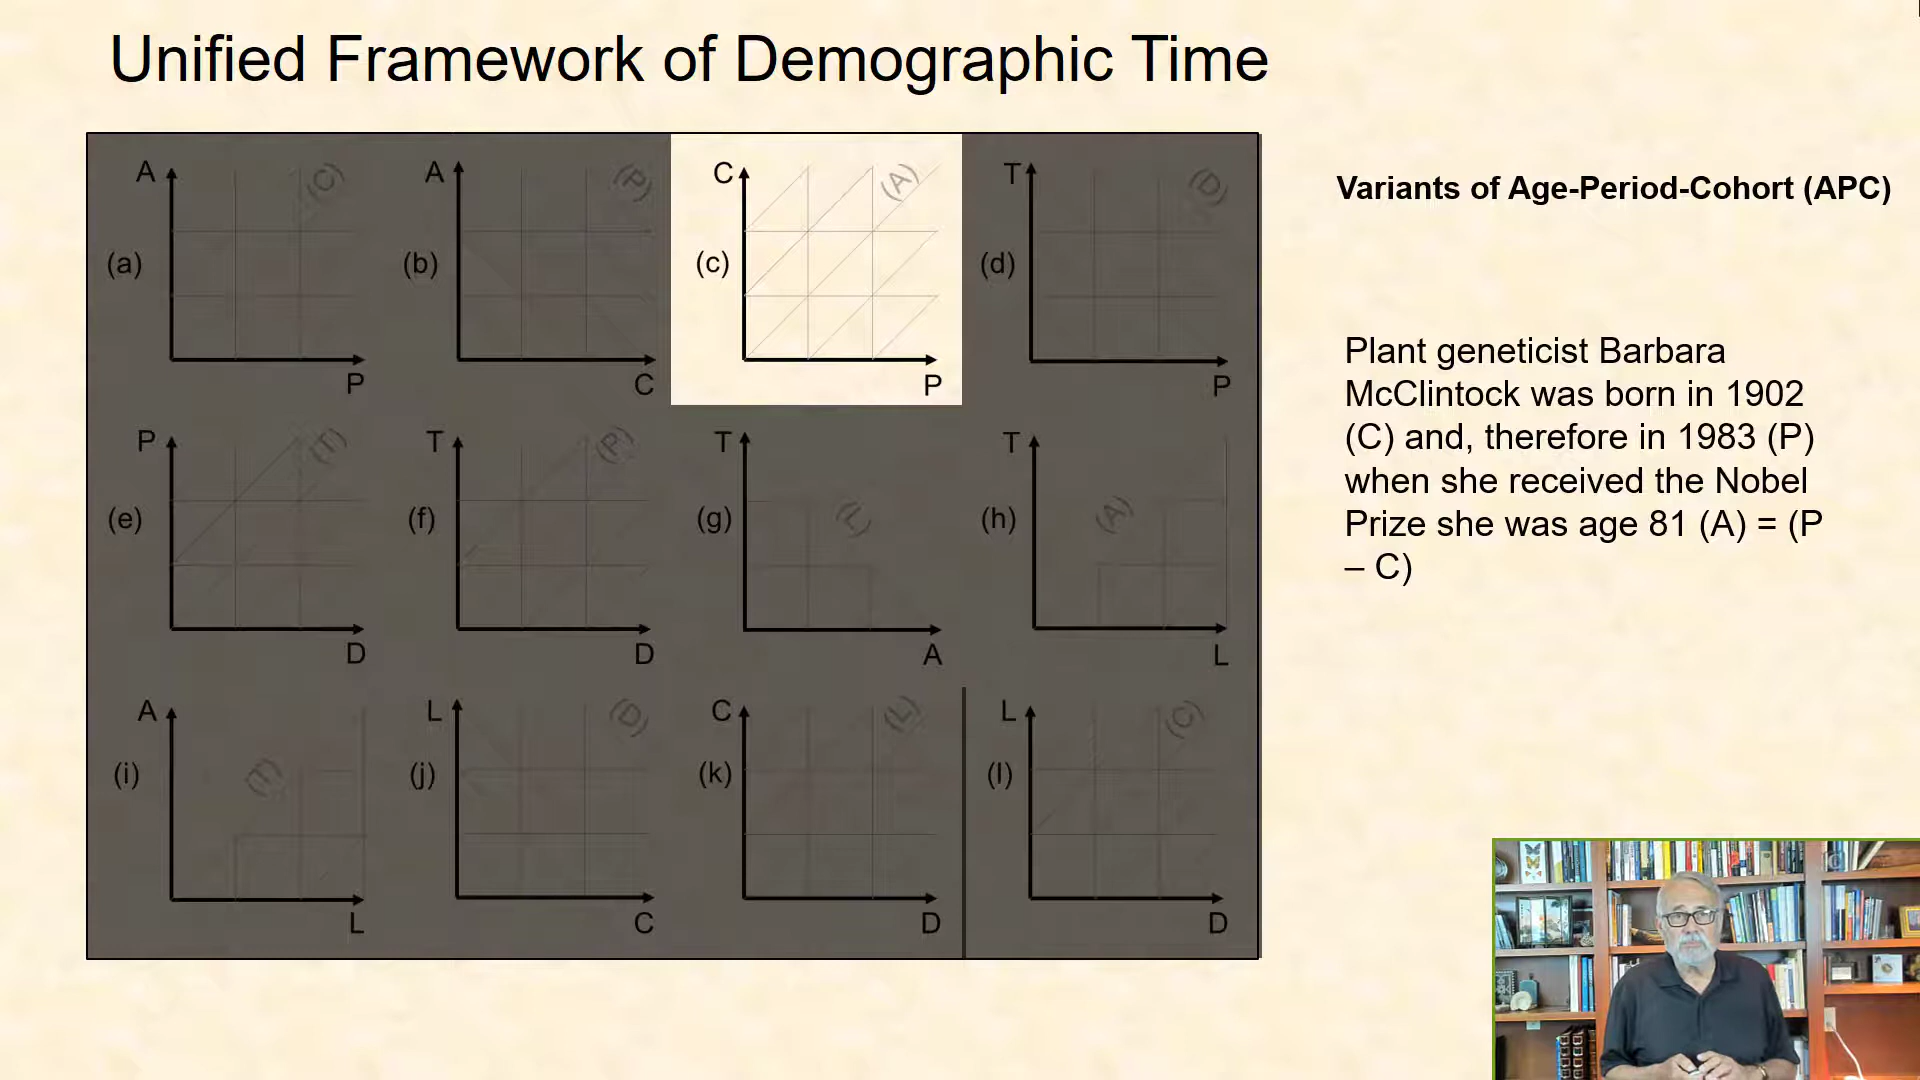 Unified Framework of Demographic Time
Variants of Age-Period-Cohort (APC)
A (C) (a) P
A (P) (b) C
C (A) (c) P
T (D) (d) P
P (T) (e) D
T (P) (f) D
T (L) (g) A
T (A) (h) L
A (T) (i) L
L (D) (j) C
C (L) (k) D
L (C) (l) D
Plant geneticist Barbara
McClintock was born in 1902
(C) and, therefore in 1983 (P)
when she received the Nobel
Prize she was age 81 (A) = (P
– C)